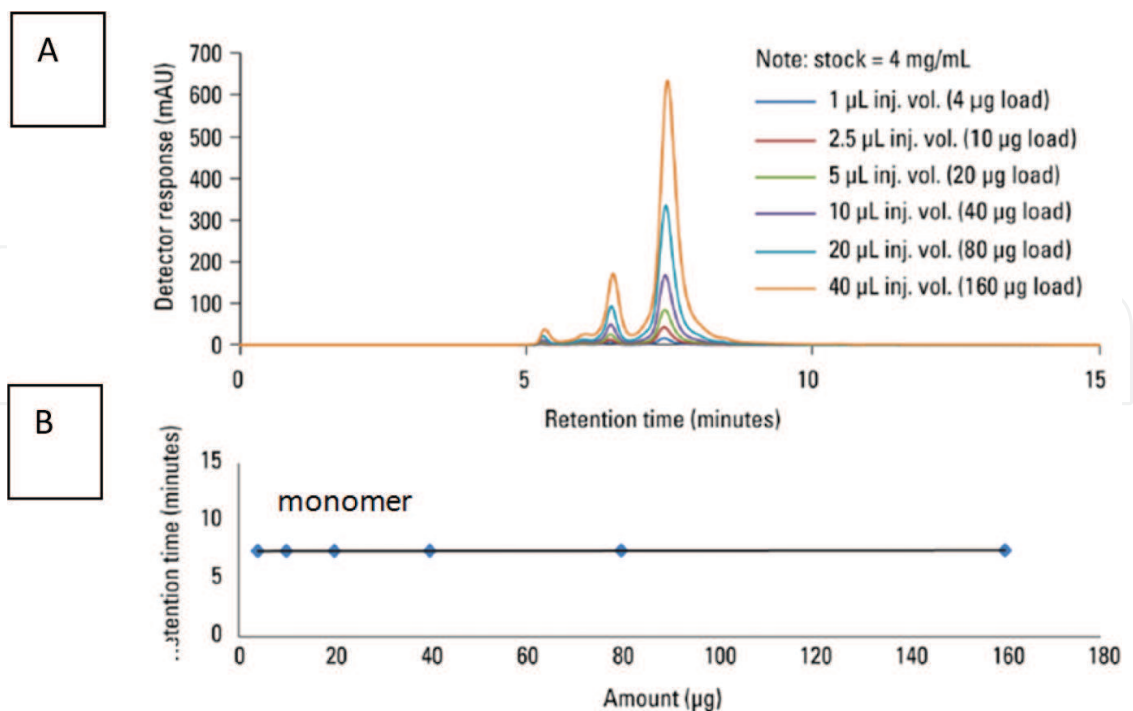 A
Detector response (mAU)
700
600
500
400
300
200
100
0
Note: stock = 4 mg/mL
1 µL inj. vol. (4 µg load)
2.5 µL inj. vol. (10 µg load)
5 µL inj. vol. (20 µg load)
10 µL inj. vol. (40 µg load)
20 µL inj. vol. (80 µg load)
40 µL inj. vol. (160 µg load)
0 5 10 15
Retention time (minutes)
B
...tention time (minutes)
15
10
5
0
monomer
0 20 40 60 80 100 120 140 160 180
Amount (µg)